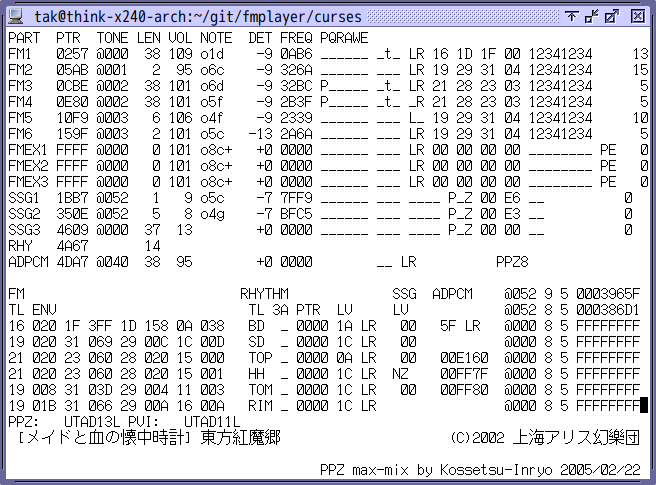 tak@think-x240-arch:~/git/fmplayer/curses
PART PTR TONE LEN VOL NOTE DET FREQ PQRAWE
FM1 0257 @000 38 109 o1d -9 0AB6 ______ _t_ LR 16 1D 1F 00 12341234 13
FM2 05AB @001 2 95 o6c -9 326A ______ ___ LR 19 29 31 04 12341234 15
FM3 0CBE @002 38 101 o6d -9 32BC P_____ _t_ LR 21 28 23 03 12341234 5
FM4 0E80 @002 38 101 o5f -9 2B3F P_____ _t_ _R 21 28 23 03 12341234 5
FM5 10F9 @003 6 106 o4f -9 2339 ______ ___ L_ 19 29 31 04 12341234 10
FM6 159F @003 2 101 o5c -13 2A6A ______ ___ LR 19 29 31 04 12341234 5
FMEX1 FFFF @000 0 101 o8c+ +0 0000 ______ ___ LR 00 00 00 00 ________ PE 0
FMEX2 FFFF @000 0 101 o8c+ +0 0000 ______ ___ LR 00 00 00 00 ________ PE 0
FMEX3 FFFF @000 0 101 o8c+ +0 0000 ______ ___ LR 00 00 00 00 ________ PE 0
SSG1 1BB7 @052 1 9 o5c -7 7FF9 ______ ___ ____ P_Z 00 E6 __ 0
SSG2 350E @052 5 8 o4g -7 BFC5 ______ ___ ____ P_Z 00 E3 __ 0
SSG3 4609 @000 37 13 +0 0000 ______ ___ ____ P_Z 00 00 __ 0
RHY 4A67 14
ADPCM 4DA7 @040 38 95 +0 0000 __ LR PPZ8
FM RHYTHM SSG ADPCM @052 9 5 0003965F
TL ENV TL 3A PTR LV LV @052 8 5 000386D1
16 020 1F 3FF 1D 158 0A 038 BD _ 0000 1A LR 00 5F LR @000 8 5 FFFFFFFF
19 020 31 069 29 00C 1C 00D SD _ 0000 1C LR 00 @000 8 5 FFFFFFFF
21 020 23 060 28 020 15 000 TOP _ 0000 0A LR 00 00E160 @000 8 5 FFFFFFFF
21 020 23 060 28 020 15 001 HH _ 0000 1C LR NZ 00FF7F @000 8 5 FFFFFFFF
19 008 31 03D 29 004 11 003 TOM _ 0000 1C LR 00 00FF80 @000 8 5 FFFFFFFF
19 01B 31 066 29 00A 16 00A RIM _ 0000 1C LR @000 8 5 FFFFFFFF
PPZ: UTAD13L PVI: UTAD11L
[メイドと血の懐中時計] 東方紅魔郷 (C)2002 上海アリス幻樂団
PPZ max-mix by Kossetsu-Inryo 2005/02/22